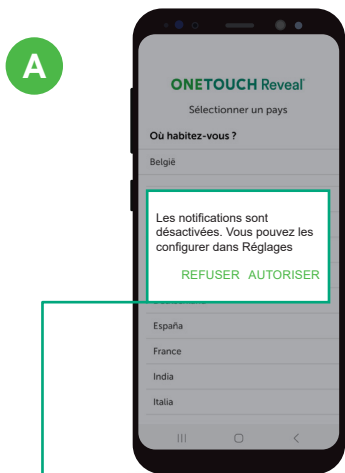 A
ONETOUCH Reveal
Sélectionner un pays
Où habitez-vous ?
België
Les notifications sont
désactivées. Vous pouvez les
configurer dans Réglages
REFUSER AUTORISER
España
France
India
Italia